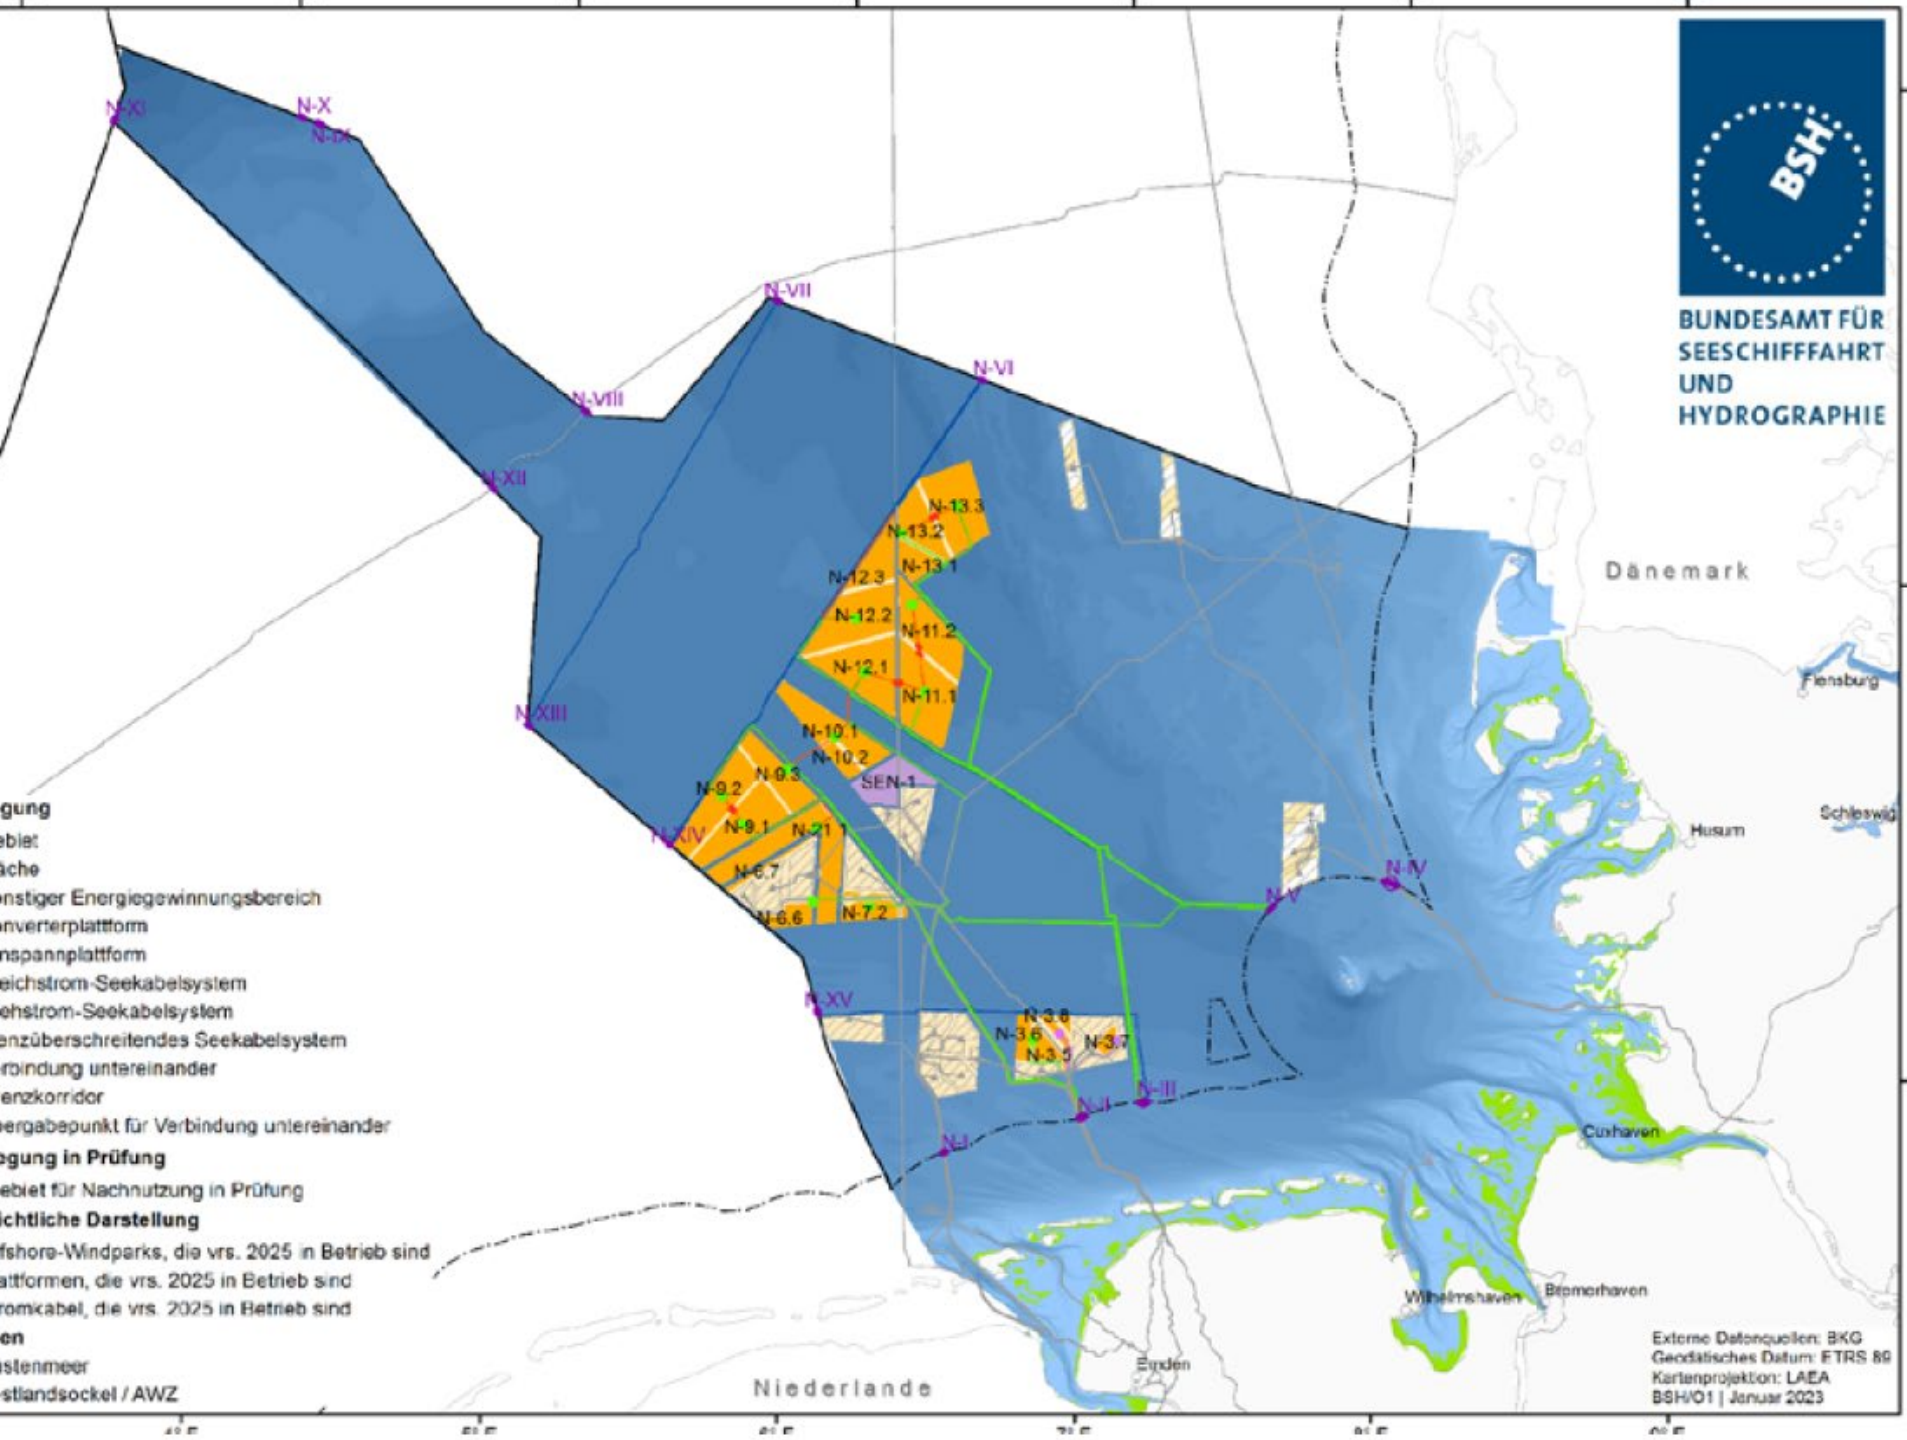 N-XI
N-X
N-IX
BSH
N-VII
BUNDESAMT FÜR
SEESCHIFFFAHRT
UND
HYDROGRAPHIE
N-VI
N-VIII
N-XII
N-13.3
N-13.2
N-13.1
Dänemark
N-12.3
N-12.2
N-11.2
N-12.1
N-11.1
Flensburg
N-XIII
N-10.1
N-10.2
N-9.3
SEN-1
N-9.2
gung
Schleswig
N-9.1
N-21.1
Husum
N-XIV
ebiet
N-6.7
N-IV
äche
N-V
onstiger Energiegewinnungsbereich
N-6.6
N-7.2
onverterplattform
nspannplattform
eichstrom-Seekabelsystem
N-XV
ehstrom-Seekabelsystem
N-3.8
N-3.6
N-3.7
enzüberschreitendes Seekabelsystem
N-3.5
rbindung untereinander
enzkorridor
N-III
N-II
bergabepunkt für Verbindung untereinander
Cuxhaven
N-I
egung in Prüfung
ebiet für Nachnutzung in Prüfung
ichtliche Darstellung
ffshore-Windparks, die vrs. 2025 in Betrieb sind
attformen, die vrs. 2025 in Betrieb sind
Wilhelmshaven
Bremerhaven
romkabel, die vrs. 2025 in Betrieb sind
en
Externe Datenquellen: BKG
Geodätisches Datum: ETRS 89
Kartenprojektion: LAEA
BSH/O1 | Januar 2023
stenmeer
Emden
Niederlande
stlandsockel / AWZ